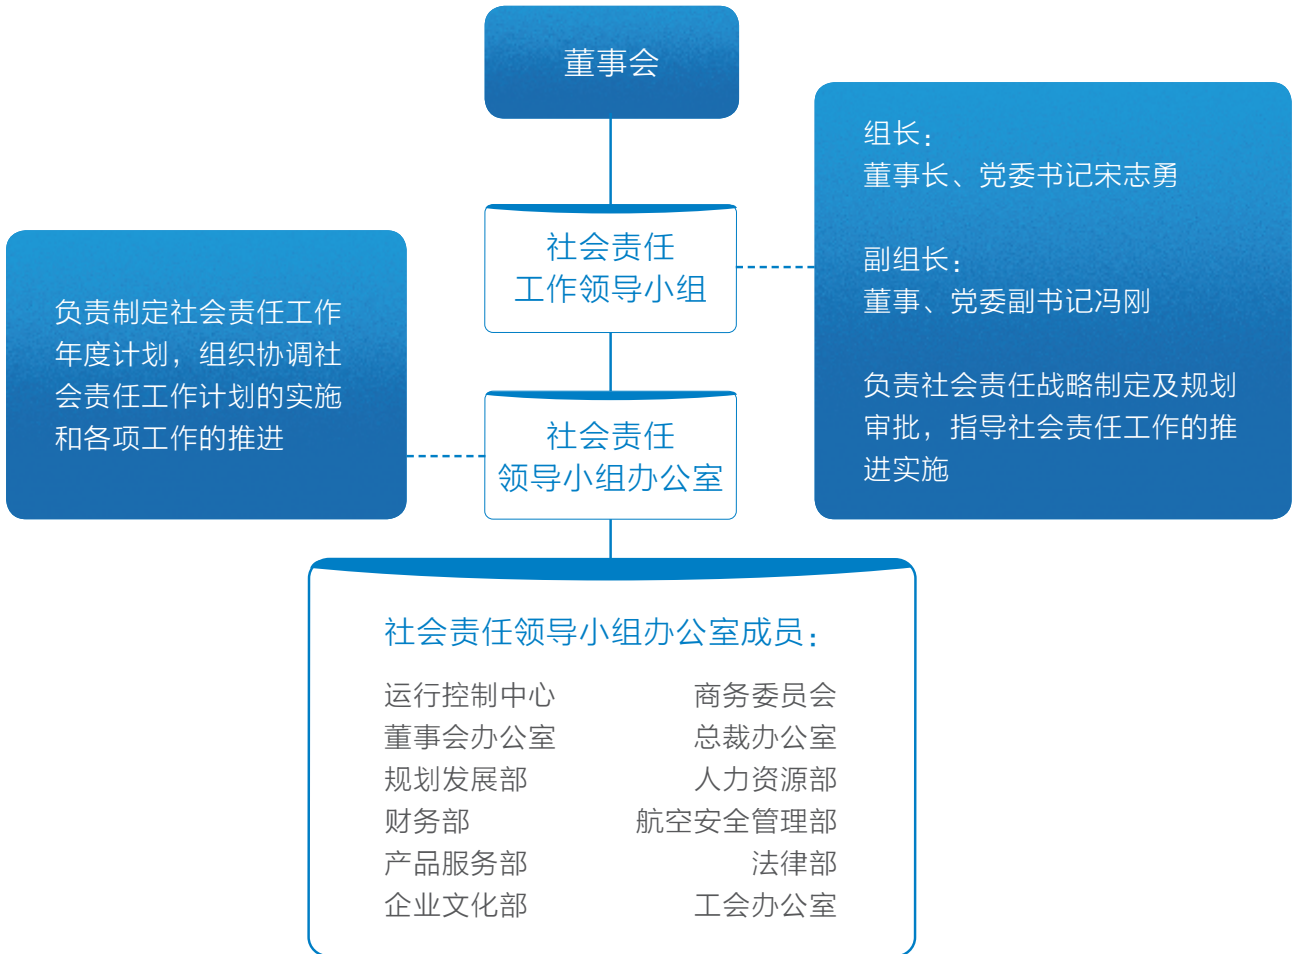 董事会
组长：
董事长、党委书记宋志勇
副组长：
董事、党委副书记冯刚
负责社会责任战略制定及规划
审批，指导社会责任工作的推
进实施
社会责任
工作领导小组
负责制定社会责任工作
年度计划，组织协调社
会责任工作计划的实施
和各项工作的推进
社会责任
领导小组办公室
社会责任领导小组办公室成员：
运行控制中心 商务委员会
董事会办公室 总裁办公室
规划发展部 人力资源部
财务部 航空安全管理部
产品服务部 法律部
企业文化部 工会办公室